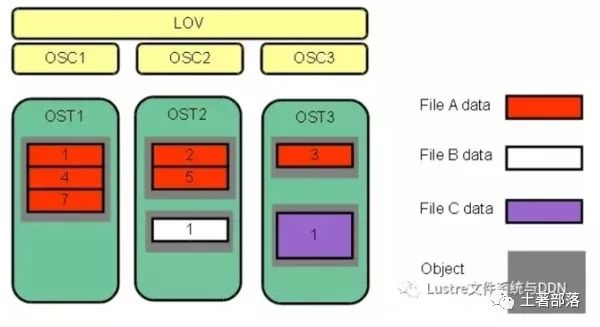 LOV
OSC1 OSC2 OSC3
OST1 OST2 OST3
1 2 3
4 5
7
1 1
File A data
File B data
File C data
Object
Lustre文件系统与DDN
土著部落